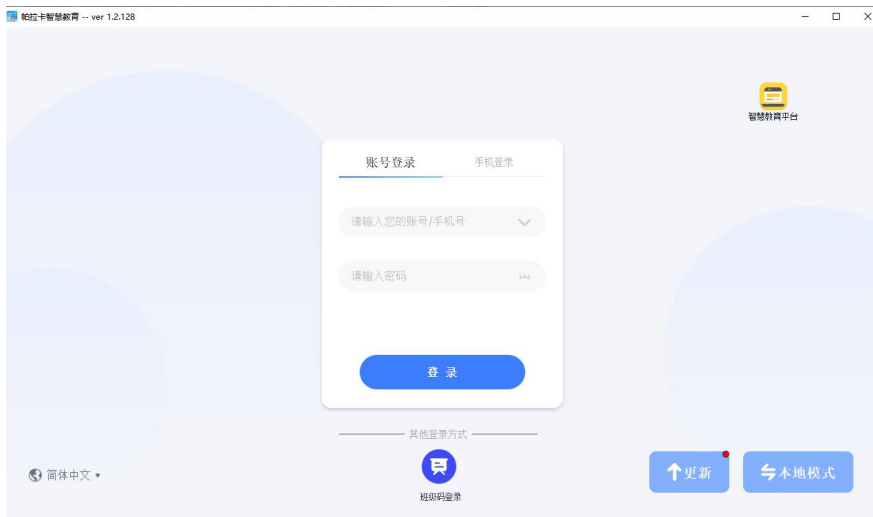 帕拉卡智慧教育 -- ver 1.2.128
智慧教育平台
账号登录 手机登录
请输入您的账号/手机号
请输入密码
登 录
其他登录方式
班级码登录
简体中文
更新
本地模式